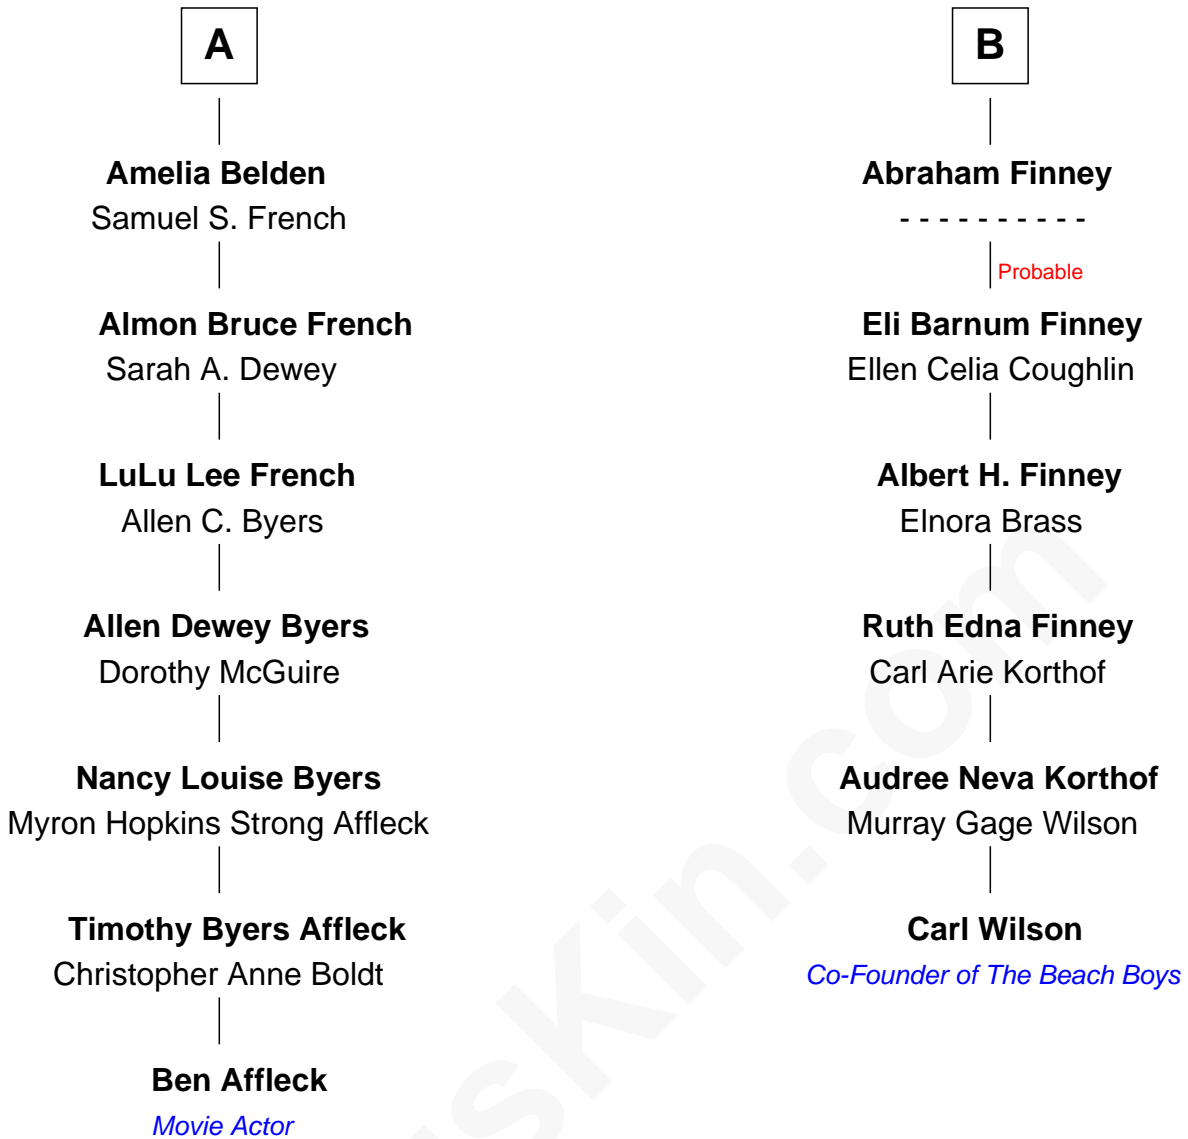 A
B
Amelia Belden
Samuel S. French
Almon Bruce French
Sarah A. Dewey
LuLu Lee French
Allen C. Byers
Allen Dewey Byers
Dorothy McGuire
Nancy Louise Byers
Myron Hopkins Strong Affleck
Timothy Byers Affleck
Christopher Anne Boldt
Ben Affleck
Movie Actor
Abraham Finney
- - - - - - - - - -
Probable
Eli Barnum Finney
Ellen Celia Coughlin
Albert H. Finney
Elnora Brass
Ruth Edna Finney
Carl Arie Korthof
Audree Neva Korthof
Murray Gage Wilson
Carl Wilson
Co-Founder of The Beach Boys
sKin.com